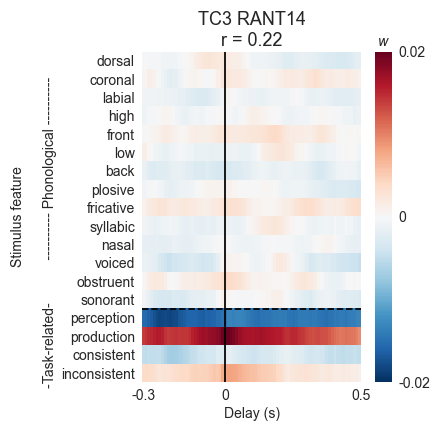 TC3 RANT14
r = 0.22
w
dorsal
coronal
labial
high
front
low
back
plosive
fricative
syllabic
nasal
voiced
obstruent
sonorant
perception
production
consistent
inconsistent
Stimulus feature
---------- Phonological ----------
-Task-related-
0.02
0
-0.02
-0.3
0
0.5
Delay (s)